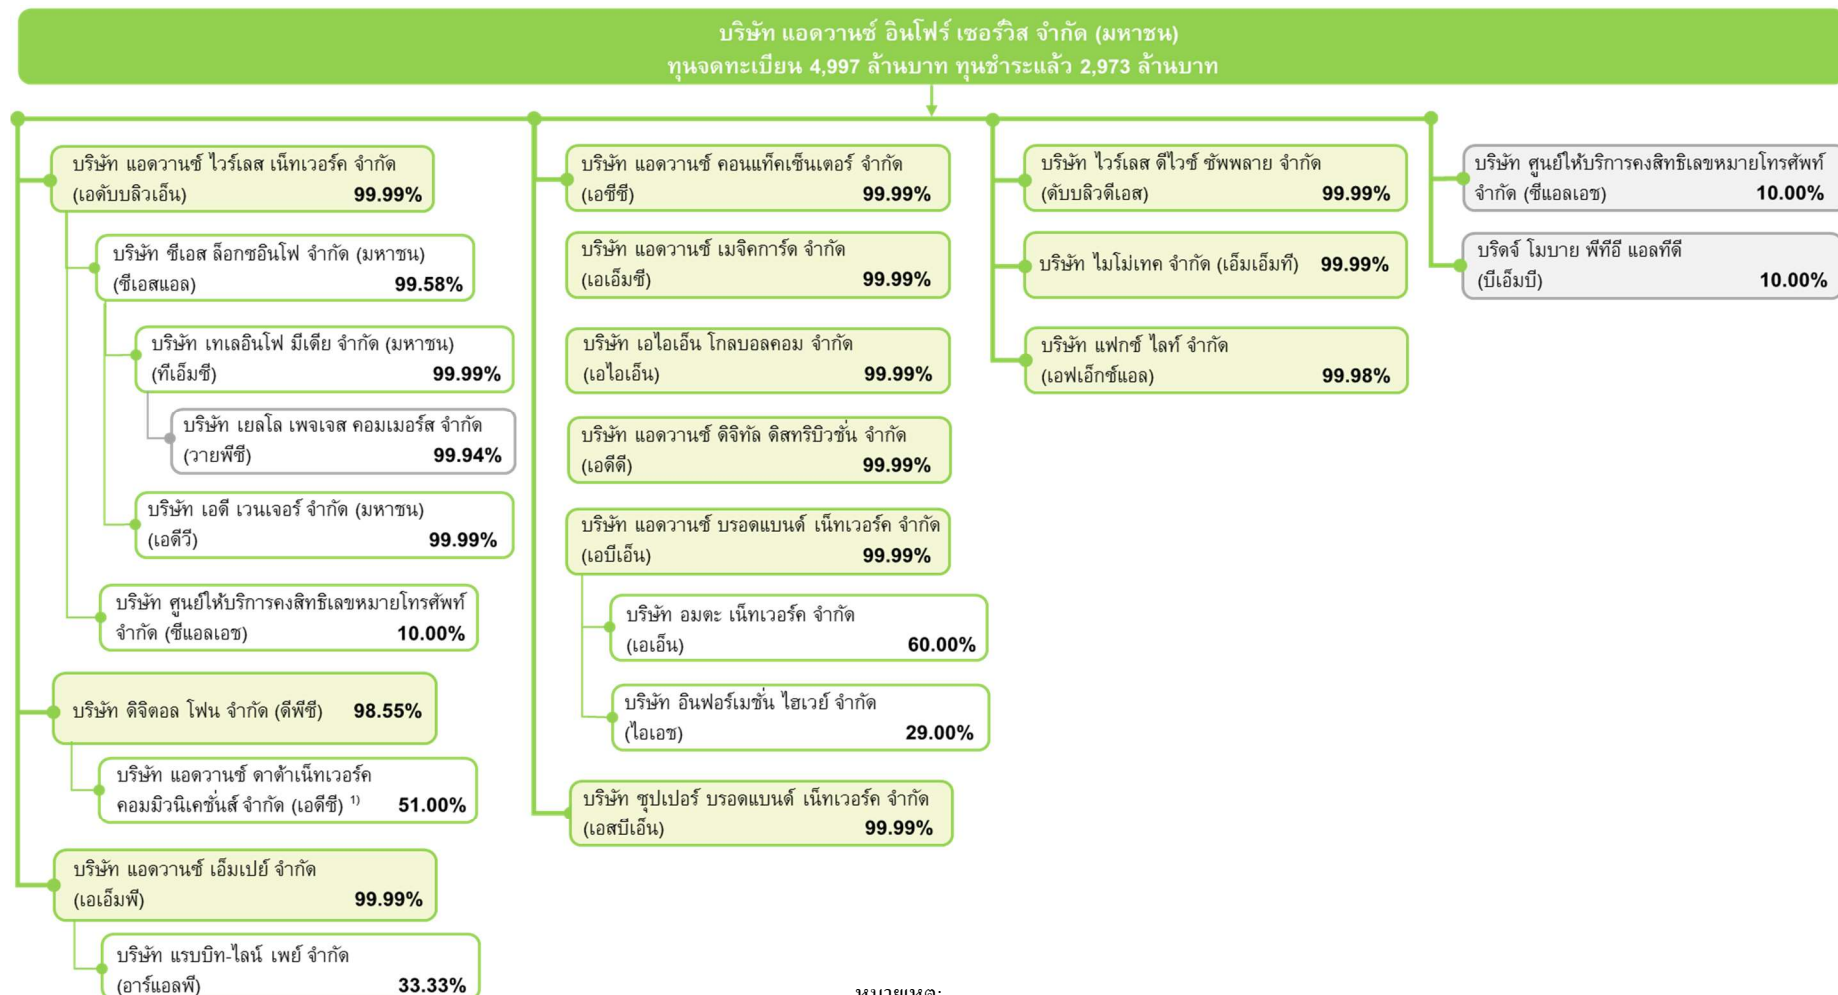 บริษัท แอดวานซ์ อินโฟร์ เซอร์วิส จำกัด (มหาชน)
ทุนจดทะเบียน 4,997 ล้านบาท ทุนชำระแล้ว 2,973 ล้านบาท
บริษัท แอดวานซ์ ไวร์เลส เน็ทเวอร์ค จำกัด
(เอดับบลิวเอ็น) 99.99%
บริษัท ซีเอส ล็อกซอินโฟ จำกัด (มหาชน)
(ซีเอสแอล) 99.58%
บริษัท เทเลอินโฟ มีเดีย จำกัด (มหาชน)
(ทีเอ็มซี) 99.99%
บริษัท เยลโล เพจเจส คอมเมอร์ส จำกัด
(วายพีซี) 99.94%
บริษัท เอดี เวนเจอร์ จำกัด (มหาชน)
(เอดีวี) 99.99%
บริษัท ศูนย์ให้บริการคงสิทธิเลขหมายโทรศัพท์
จำกัด (ซีแอลเอช) 10.00%
บริษัท ดิจิตอล โฟน จำกัด (ดีพีซี) 98.55%
บริษัท แอดวานซ์ ดาต้าเน็ทเวอร์ค
คอมมิวนิเคชั่นส์ จำกัด (เอดีซี) 1) 51.00%
บริษัท แอดวานซ์ เอ็มเปย์ จำกัด
(เอเอ็มพี) 99.99%
บริษัท แรบบิท-ไลน์ เพย์ จำกัด
(อาร์แอลพี) 33.33%
บริษัท แอดวานซ์ คอนแท็คเซ็นเตอร์ จำกัด
(เอซีซี) 99.99%
บริษัท แอดวานซ์ เมจิคการ์ด จำกัด
(เอเอ็มซี) 99.99%
บริษัท เอไอเอ็น โกลบอลคอม จำกัด
(เอไอเอ็น) 99.99%
บริษัท แอดวานซ์ ดิจิทัล ดิสทริบิวชั่น จำกัด
(เอดีดี) 99.99%
บริษัท แอดวานซ์ บรอดแบนด์ เน็ทเวอร์ค จำกัด
(เอบีเอ็น) 99.99%
บริษัท อมตะ เน็ทเวอร์ค จำกัด
(เอเอ็น) 60.00%
บริษัท อินฟอร์เมชั่น ไฮเวย์ จำกัด
(ไอเอช) 29.00%
บริษัท ซุปเปอร์ บรอดแบนด์ เน็ทเวอร์ค จำกัด
(เอสบีเอ็น) 99.99%
บริษัท ไวร์เลส ดีไวซ์ ซัพพลาย จำกัด
(ดับบลิวดีเอส) 99.99%
บริษัท ไมโม่เทค จำกัด (เอ็มเอ็มที) 99.99%
บริษัท แฟกซ์ ไลท์ จำกัด
(เอฟเอ็กซ์แอล) 99.98%
บริษัท ศูนย์ให้บริการคงสิทธิเลขหมายโทรศัพท์
จำกัด (ซีแอลเอช) 10.00%
บริดจ์ โมบาย พีทีอี แอลทีดี
(บีเอ็มบี) 10.00%
หมายเหตุ: